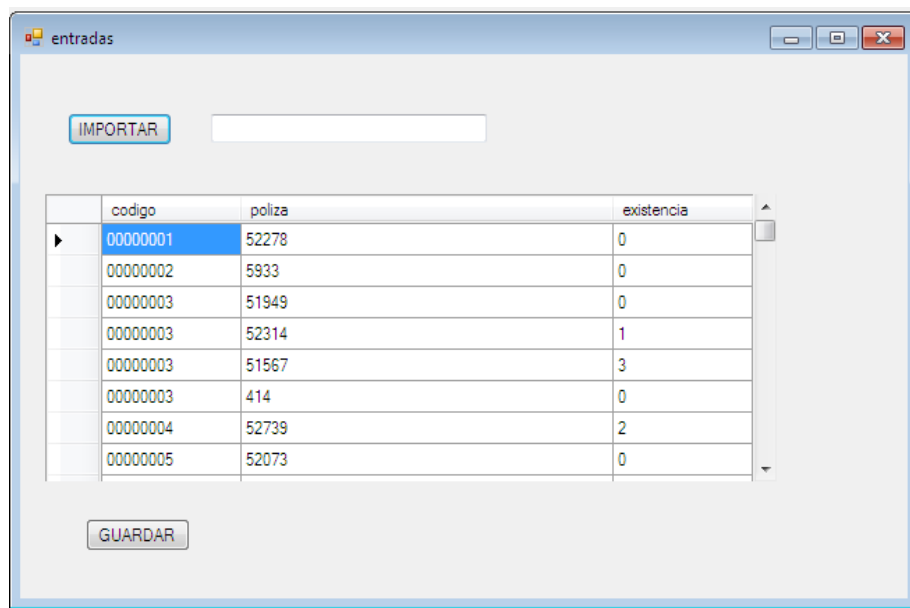 entradas
IMPORTAR
codigo poliza existencia
00000001 52278 0
00000002 5933 0
00000003 51949 0
00000003 52314 1
00000003 51567 3
00000003 414 0
00000004 52739 2
00000005 52073 0
GUARDAR